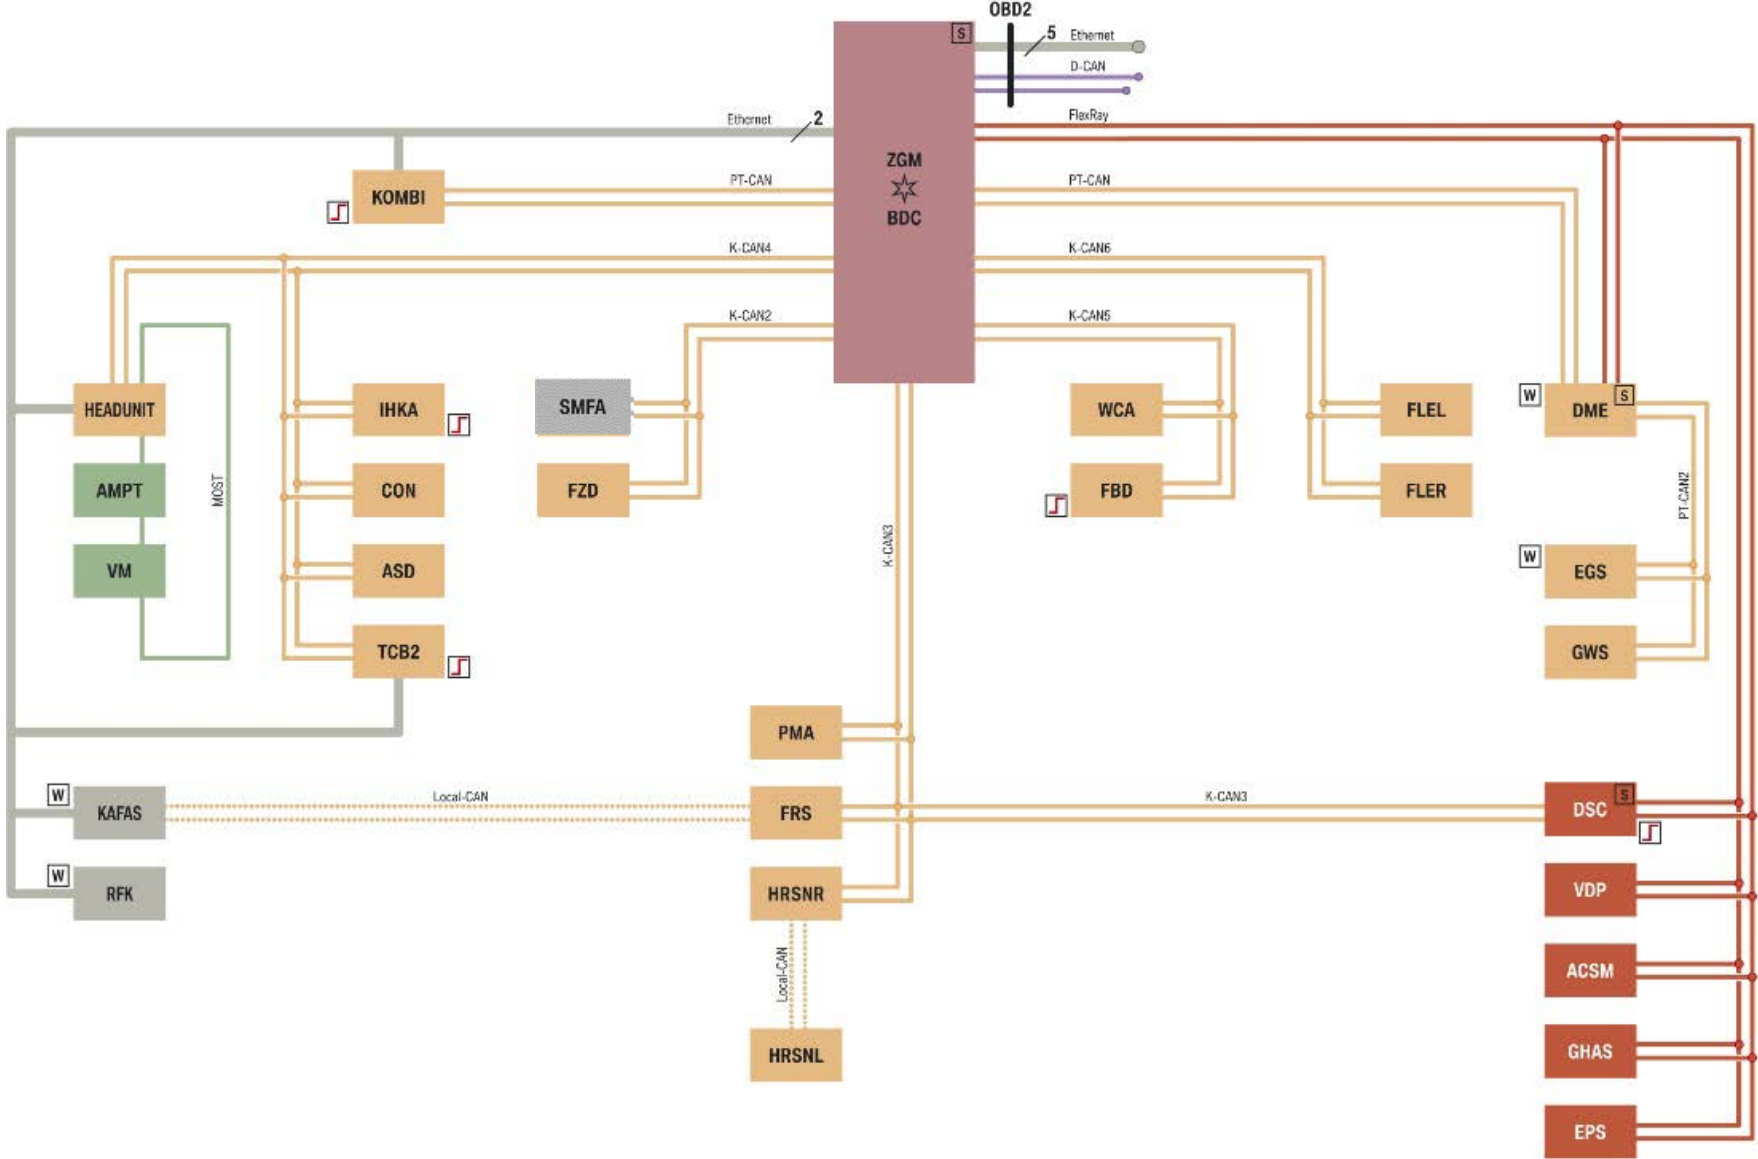 OBD2
S
5
Ethernet
D-CAN
Ethernet
2
FlexRay
ZGM
BDC
PT-CAN
PT-CAN
KOMBI
K-CAN4
K-CAN6
K-CAN2
K-CAN5
HEADUNIT
IHKA
SMFA
WCA
FLEL
W
DME
S
AMPT
MOST
CON
FZD
FBD
FLER
PT-CAN2
K-CAN3
VM
ASD
W
EGS
TCB2
GWS
PMA
W
KAFAS
Local-CAN
FRS
K-CAN3
DSC
S
W
RFK
HRSNR
VDP
Local-CAN
ACSM
HRSNL
GHAS
EPS